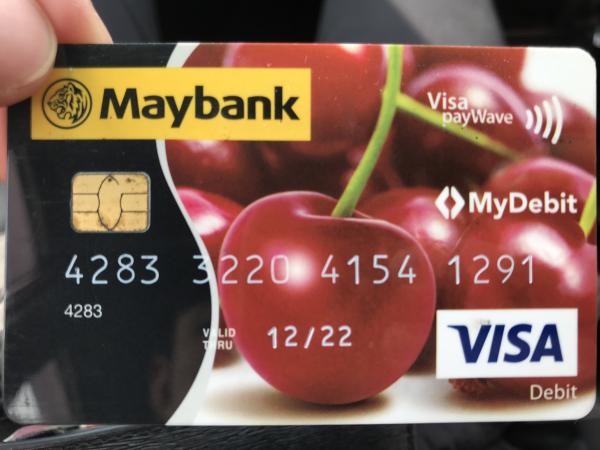 Maybank
Visa
payWave
MyDebit
4283 3220 4154 1291
4283
VALID
THRU
12/22
VISA
Debit